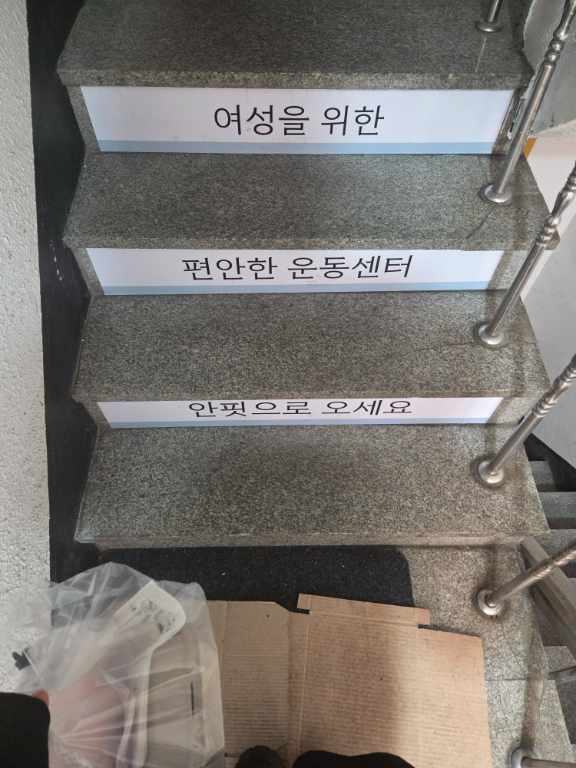 여성을 위한
편안한 운동센터
안핏으로 오세요